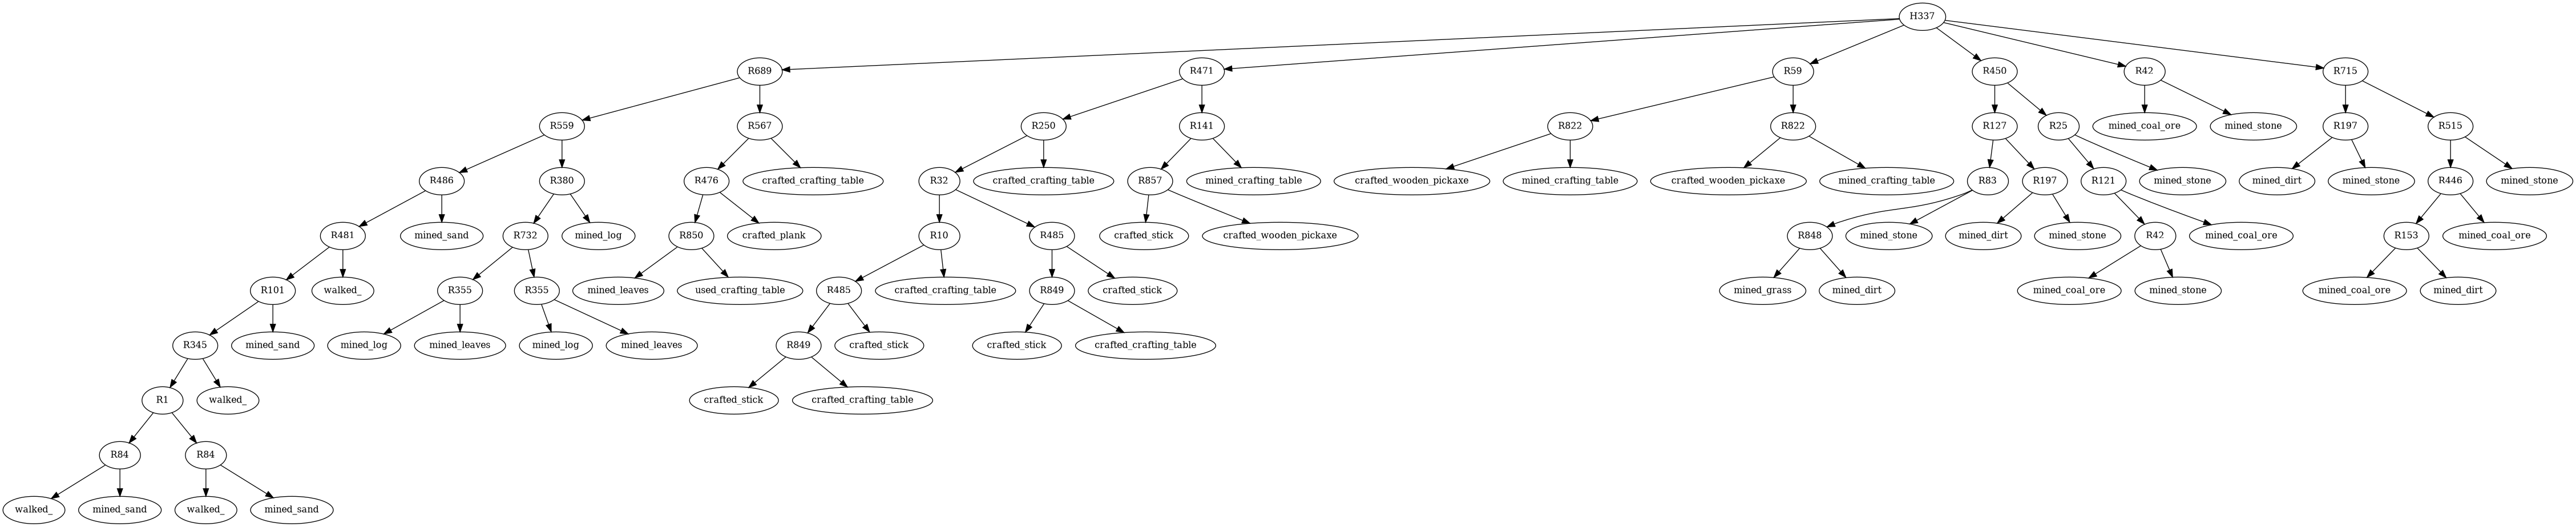 H337
R689
R471
R59
R450
R42
R715
R559
R567
R250
R141
R822
R822
R127
R25
mined_coal_ore
mined_stone
R197
R515
R486
R380
R476
crafted_crafting_table
R32
crafted_crafting_table
R857
mined_crafting_table
crafted_wooden_pickaxe
mined_crafting_table
crafted_wooden_pickaxe
mined_crafting_table
R83
R197
R121
mined_stone
mined_dirt
mined_stone
R446
mined_stone
R481
mined_sand
R732
mined_log
R850
crafted_plank
R10
R485
crafted_stick
crafted_wooden_pickaxe
R848
mined_stone
mined_dirt
mined_stone
R42
mined_coal_ore
R153
mined_coal_ore
R101
walked_
R355
R355
mined_leaves
used_crafting_table
R485
crafted_crafting_table
R849
crafted_stick
mined_grass
mined_dirt
mined_coal_ore
mined_stone
mined_coal_ore
mined_dirt
R345
mined_sand
mined_log
mined_leaves
mined_log
mined_leaves
R849
crafted_stick
crafted_stick
crafted_crafting_table
R1
walked_
crafted_stick
crafted_crafting_table
R84
R84
walked_
mined_sand
walked_
mined_sand